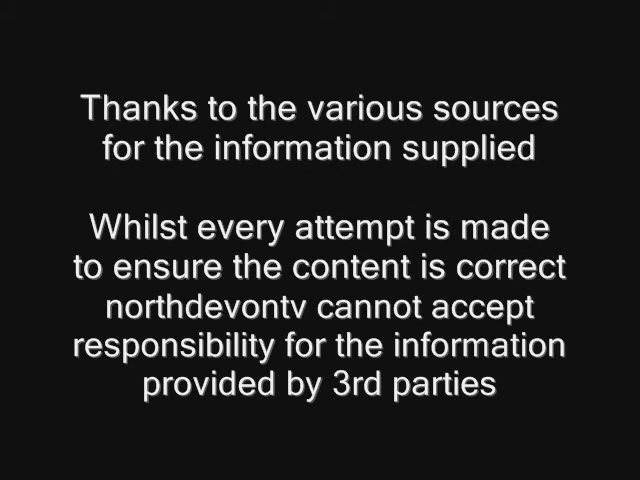 Thanks to the various sources
for the information supplied
Whilst every attempt is made
to ensure the content is correct
northdevontv cannot accept
responsibility for the information
provided by 3rd parties